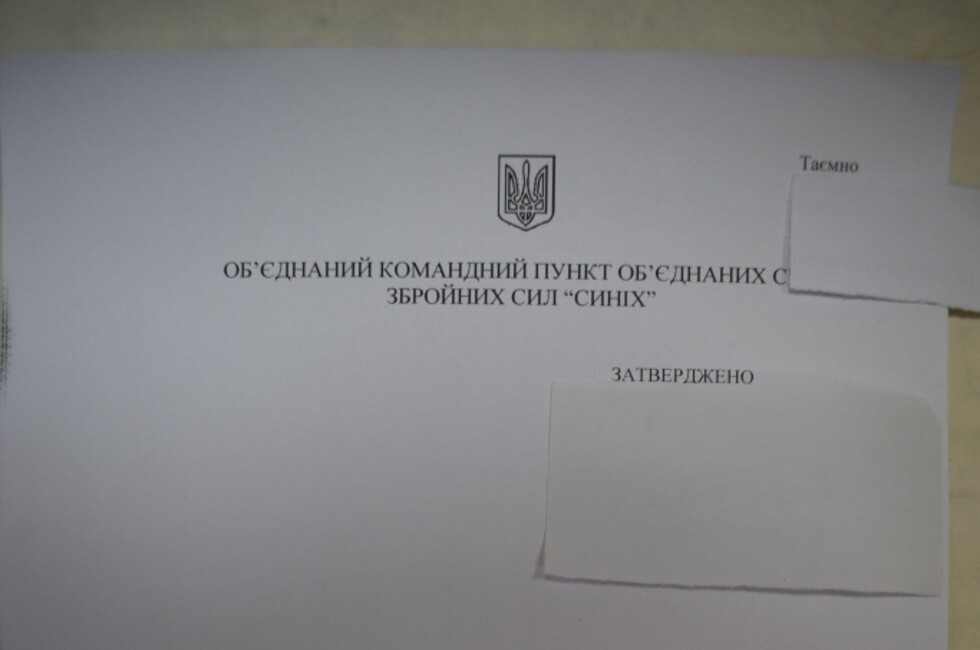 Таємно
ОБ’ЄДНАНИЙ КОМАНДНИЙ ПУНКТ ОБ’ЄДНАНИХ
ЗБРОЙНИХ СИЛ “СИНІХ”
ЗАТВЕРДЖЕНО